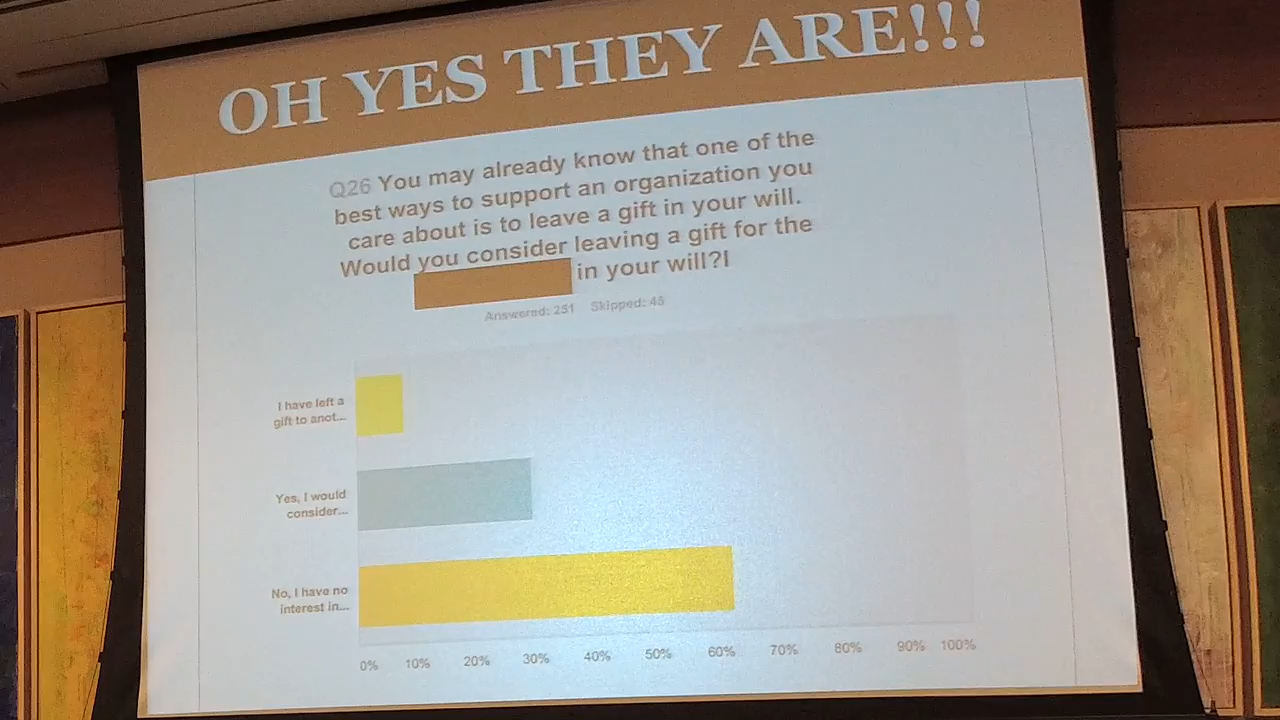 OH YES THEY ARE!!!
Q26 You may already know that one of the
best ways to support an organization you
care about is to leave a gift in your will.
Would you consider leaving a gift for the
in your will?I
Answered: 251 Skipped: 45
I have left a
gift to anot...
Yes, I would
consider...
No, I have no
interest in...
0% 10% 20% 30% 40% 50% 60% 70% 80% 90% 100%